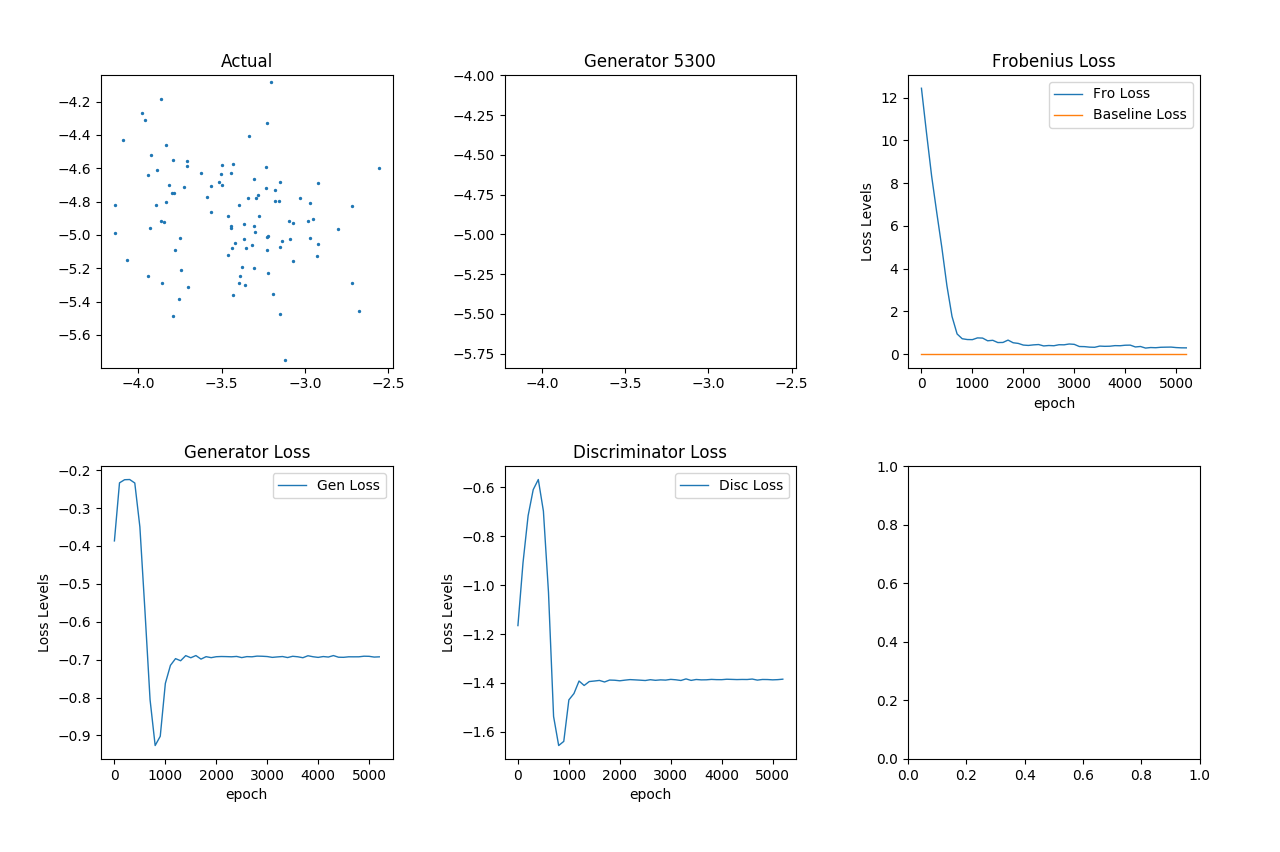 Actual
−4.2
−4.4
−4.6
−4.8
−5.0
−5.2
−5.4
−5.6
−4.0 −3.5 −3.0 −2.5
Generator 5300
−4.00
−4.25
−4.50
−4.75
−5.00
−5.25
−5.50
−5.75
−4.0 −3.5 −3.0 −2.5
Frobenius Loss
Fro Loss
Baseline Loss
Loss Levels
12
10
8
6
4
2
0
0 1000 2000 3000 4000 5000
epoch
Generator Loss
Gen Loss
Loss Levels
−0.2
−0.3
−0.4
−0.5
−0.6
−0.7
−0.8
−0.9
0 1000 2000 3000 4000 5000
epoch
Discriminator Loss
Disc Loss
Loss Levels
−0.6
−0.8
−1.0
−1.2
−1.4
−1.6
0 1000 2000 3000 4000 5000
epoch
1.0
0.8
0.6
0.4
0.2
0.0
0.0 0.2 0.4 0.6 0.8 1.0